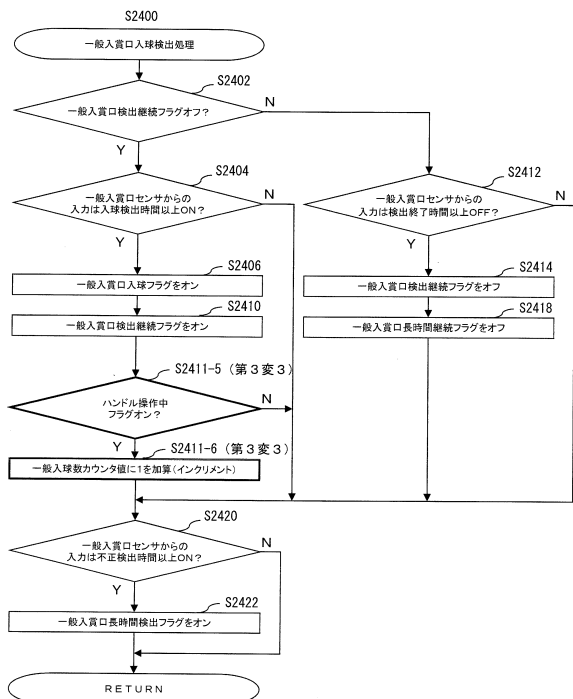 S2400
一般入賞口入球検出処理
S2402
一般入賞口検出継続フラグオフ?
N
Y
S2404
一般入賞口センサからの
入力は入球検出時間以上ON?
N
Y
S2412
一般入賞口センサからの
入力は検出終了時間以上OFF?
N
Y
S2406
一般入賞口入球フラグをオン
S2410
一般入賞口検出継続フラグをオン
S2414
一般入賞口検出継続フラグをオフ
S2418
一般入賞口長時間継続フラグをオフ
S2411-5 (第3変3)
ハンドル操作中
フラグオン?
N
Y
S2411-6 (第3変3)
一般入球数カウンタ値に1を加算(インクリメント)
S2420
一般入賞口センサからの
入力は不正検出時間以上ON?
N
Y
S2422
一般入賞口長時間検出フラグをオン
RETURN